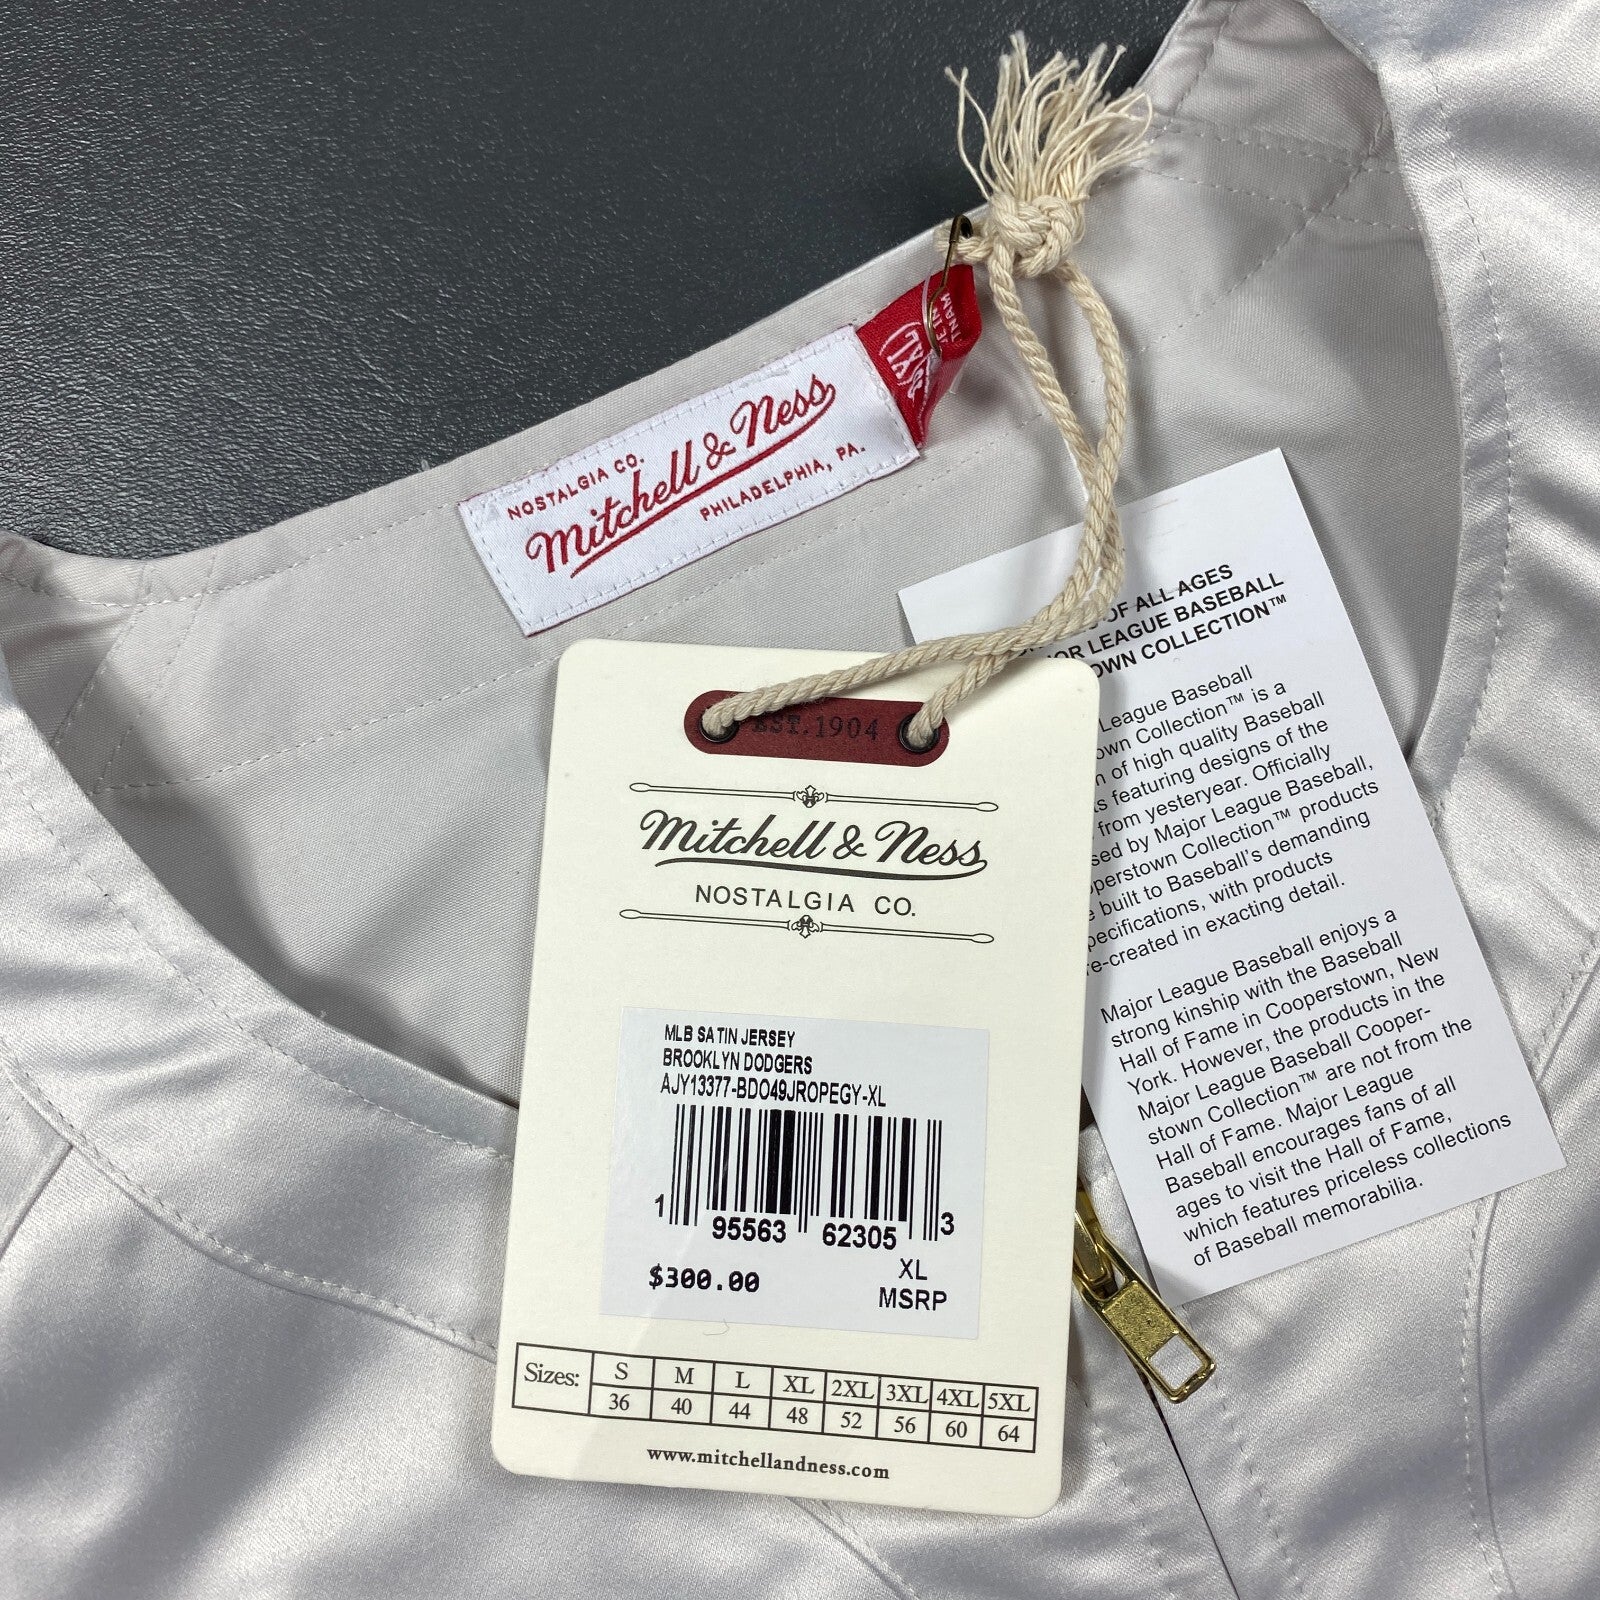 NOSTALGIA CO.
Mitchell & Ness
PHILADELPHIA, PA.
(XL)
EST.1904
Mitchell & Ness
NOSTALGIA CO.
MLB SATIN JERSEY
BROOKLYN DODGERS
AJY13377-BDO49JROPEGY-XL
1 95563 62305 3
$300.00 XL
MSRP
Sizes: S M L XL 2XL 3XL 4XL 5XL
36 40 44 48 52 56 60 64
www.mitchellandness.com
OF ALL AGES
LEAGUE BASEBALL
COLLECTION™
League Baseball
Collection™ is a
of high quality Baseball
featuring designs of the
from yesteryear. Officially
by Major League Baseball,
Collection™ products
built to Baseball's demanding
with products
in exacting detail.
Major League Baseball enjoys a
strong kinship with the Baseball
Hall of Fame in Cooperstown, New
York. However, the products in the
Major League Baseball Cooper-
stown Collection™ are not from the
Hall of Fame. Major League
Baseball encourages fans of all
ages to visit the Hall of Fame,
which features priceless collections
of Baseball memorabilia.